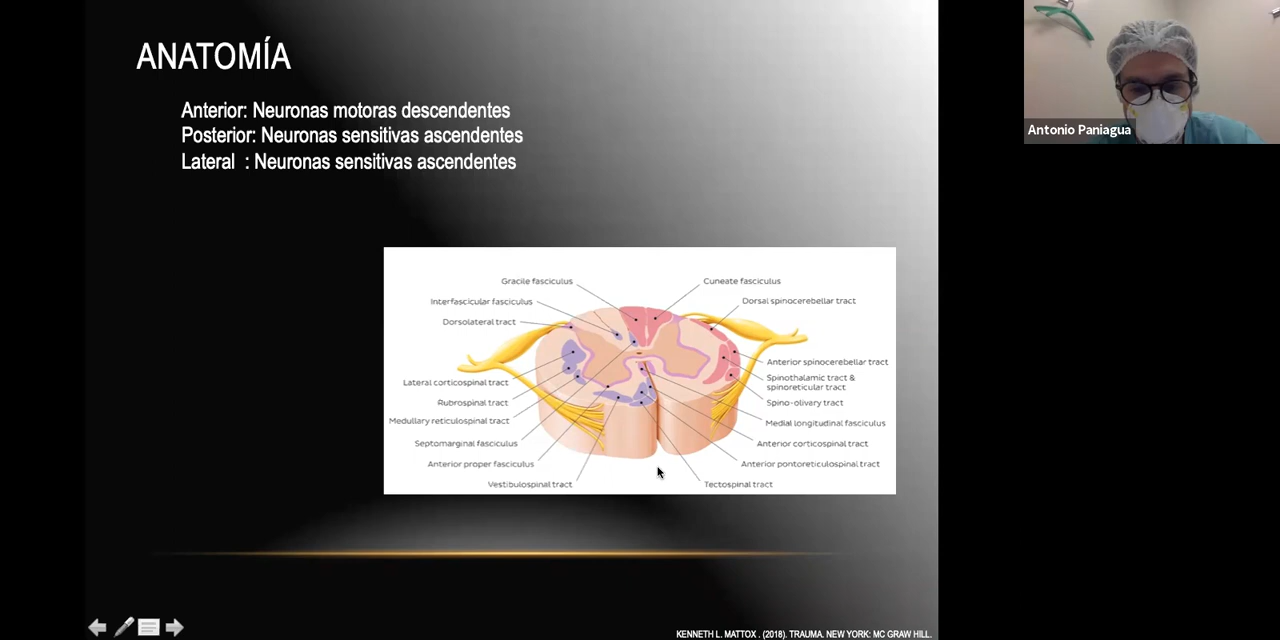 ANATOMÍA
Anterior: Neuronas motoras descendentes
Posterior: Neuronas sensitivas ascendentes
Lateral : Neuronas sensitivas ascendentes
Gracile fasciculus
Interfascicular fasciculus
Dorsolateral tract
Lateral corticospinal tract
Rubrospinal tract
Medullary reticulospinal tract
Septomarginal fasciculus
Anterior proper fasciculus
Vestibulospinal tract
Cuneate fasciculus
Dorsal spinocerebellar tract
Anterior spinocerebellar tract
Spinothalamic tract &
spinoreticular tract
Spino-olivary tract
Medial longitudinal fasciculus
Anterior corticospinal tract
Anterior pontoreticulospinal tract
Tectospinal tract
KENNETH L. MATTOX . (2018). TRAUMA. NEW YORK: MC GRAW HILL.
Antonio Paniagua